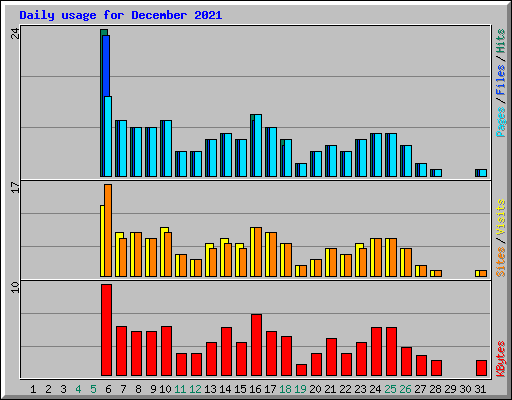 Daily usage for December 2021
24
Pages / Files / Hits
17
Sites / Visits
10
KBytes
1 2 3 4 5 6 7 8 9 10 11 12 13 14 15 16 17 18 19 20 21 22 23 24 25 26 27 28 29 30 31